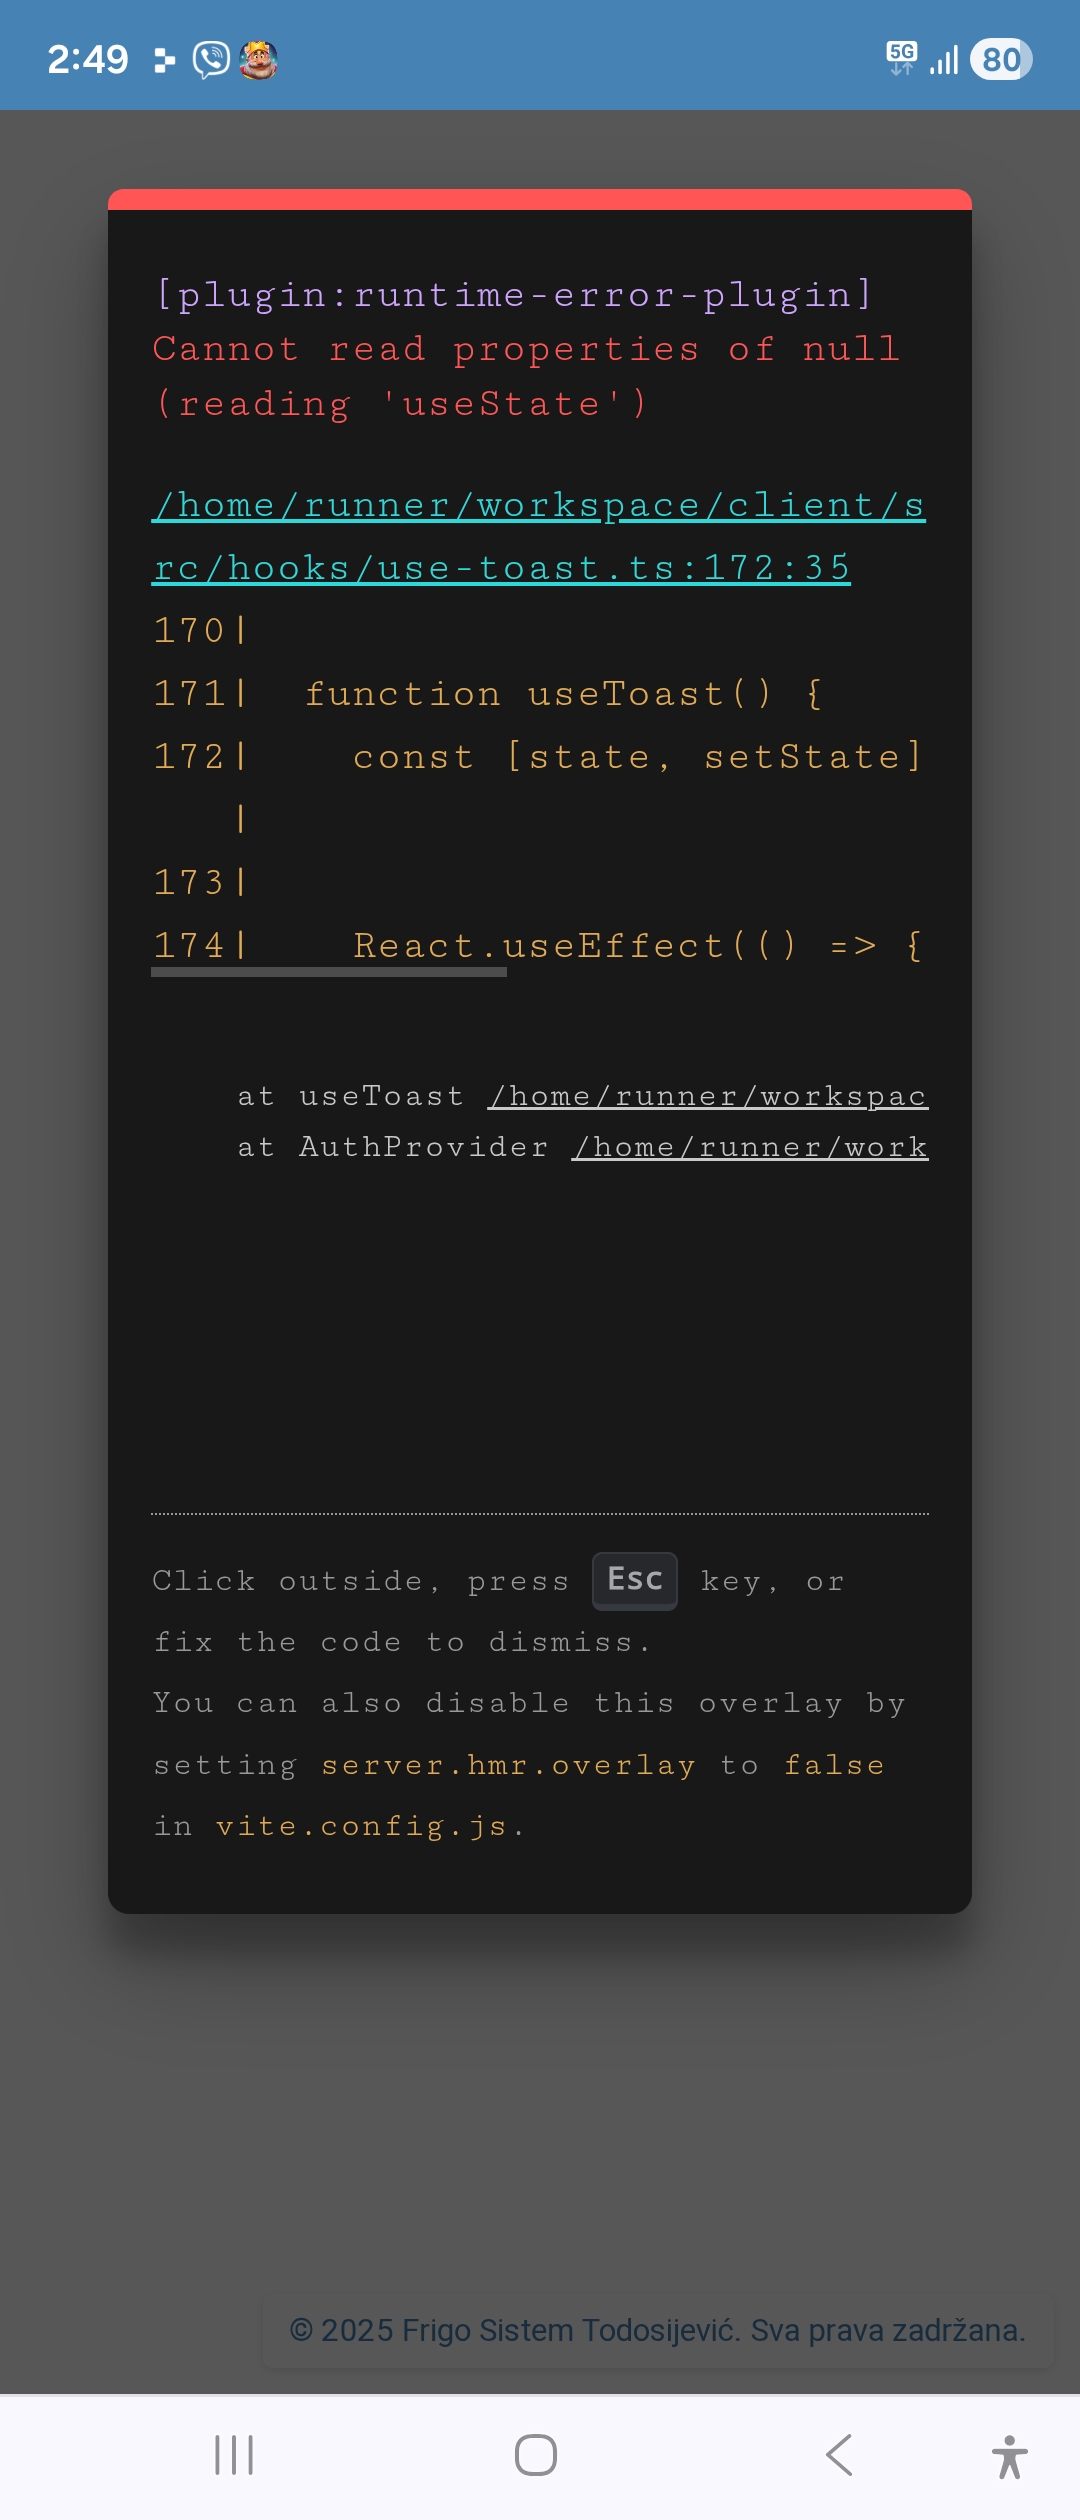 2:49
5G
80
[plugin:runtime-error-plugin]
Cannot read properties of null
(reading 'useState')
/home/runner/workspace/client/s
rc/hooks/use-toast.ts:172:35
170|
171|  function useToast() {
172|    const [state, setState]
|
173|
174|    React.useEffect(() => {
at useToast /home/runner/workspac
at AuthProvider /home/runner/work
Click outside, press Esc key, or
fix the code to dismiss.
You can also disable this overlay by
setting server.hmr.overlay to false
in vite.config.js.
© 2025 Frigo Sistem Todosijević. Sva prava zadržana.